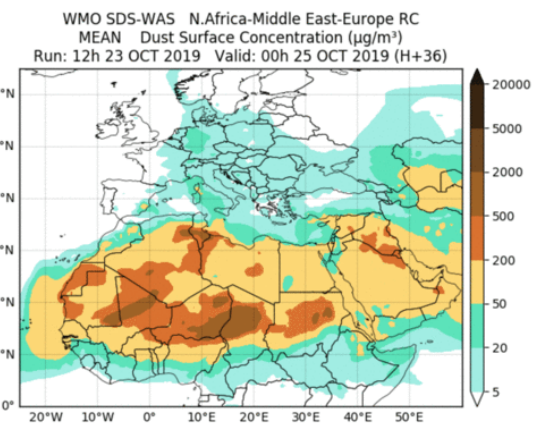 WMO SDS-WAS N.Africa-Middle East-Europe RC
MEAN Dust Surface Concentration (µg/m³)
Run: 12h 23 OCT 2019 Valid: 00h 25 OCT 2019 (H+36)
°N
°N
°N
°N
°N
°N
0°
20°W 10°W 0° 10°E 20°E 30°E 40°E 50°E
20000
5000
2000
500
200
50
20
5